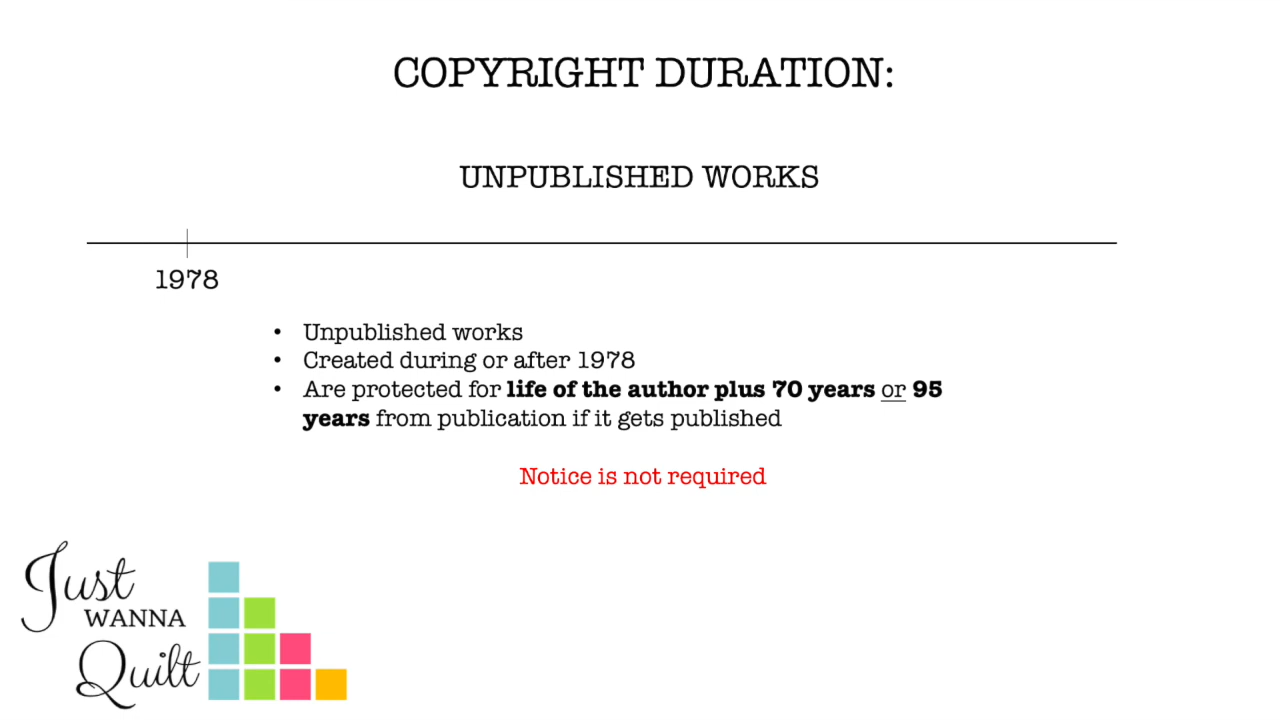 COPYRIGHT DURATION:
UNPUBLISHED WORKS
1978
• Unpublished works
• Created during or after 1978
• Are protected for life of the author plus 70 years or 95
years from publication if it gets published
Notice is not required
Just
WANNA
Quilt